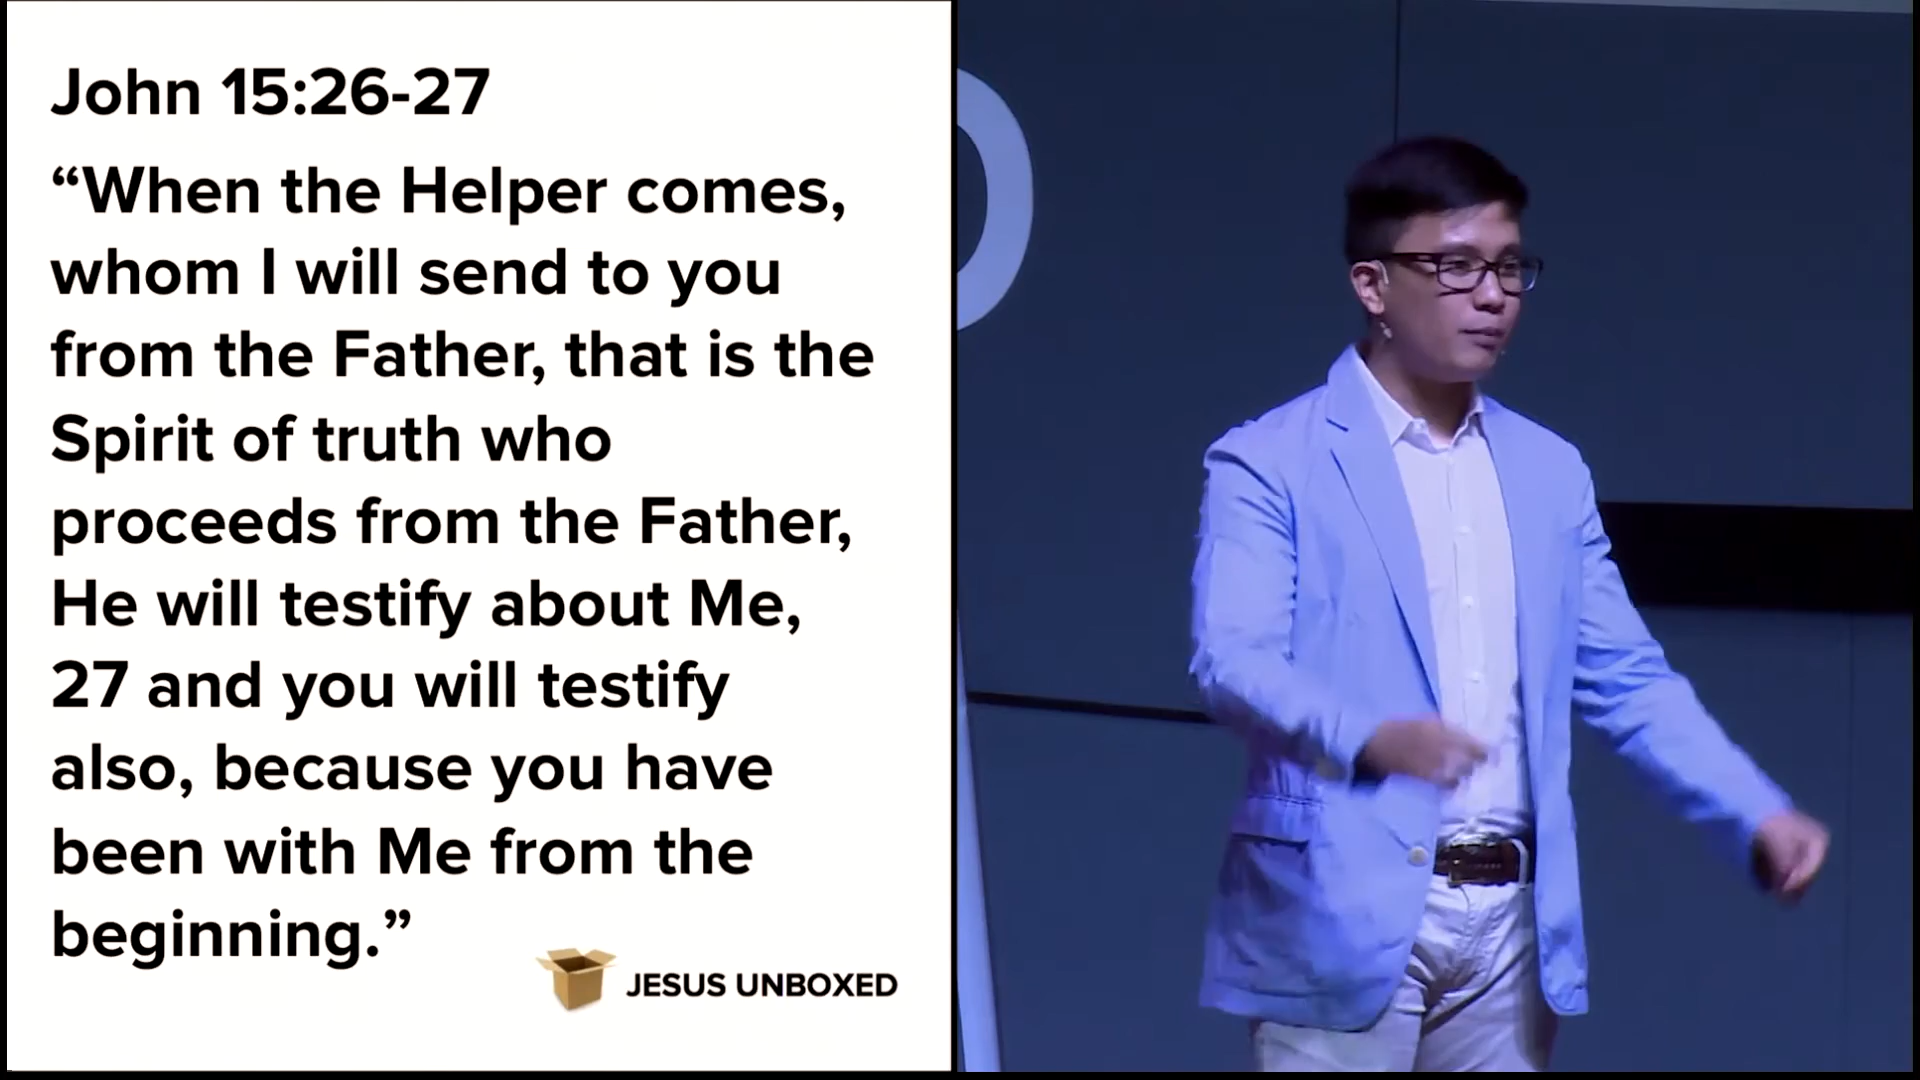 John 15:26-27
“When the Helper comes,
whom I will send to you
from the Father, that is the
Spirit of truth who
proceeds from the Father,
He will testify about Me,
27 and you will testify
also, because you have
been with Me from the
beginning.”
JESUS UNBOXED